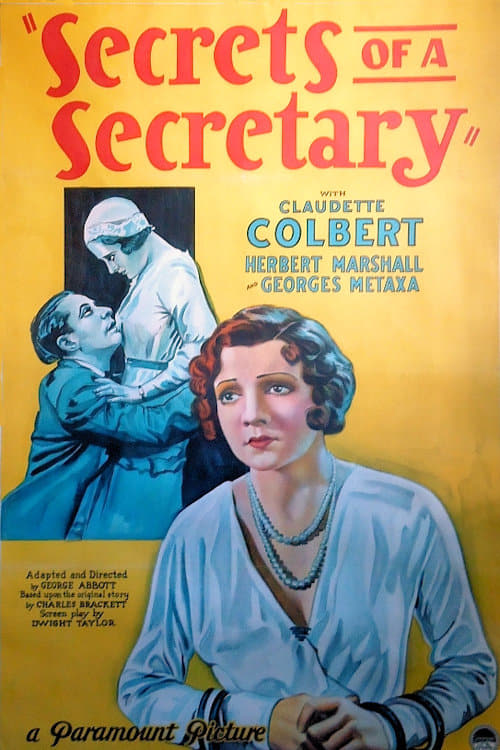 "Secrets OF A
Secretary"
WITH
CLAUDETTE
COLBERT
HERBERT MARSHALL
AND GEORGES METAXA
Adapted and Directed
by GEORGE ABBOTT
Based upon the original story
by CHARLES BRACKETT
Screen play by
DWIGHT TAYLOR
a Paramount Picture